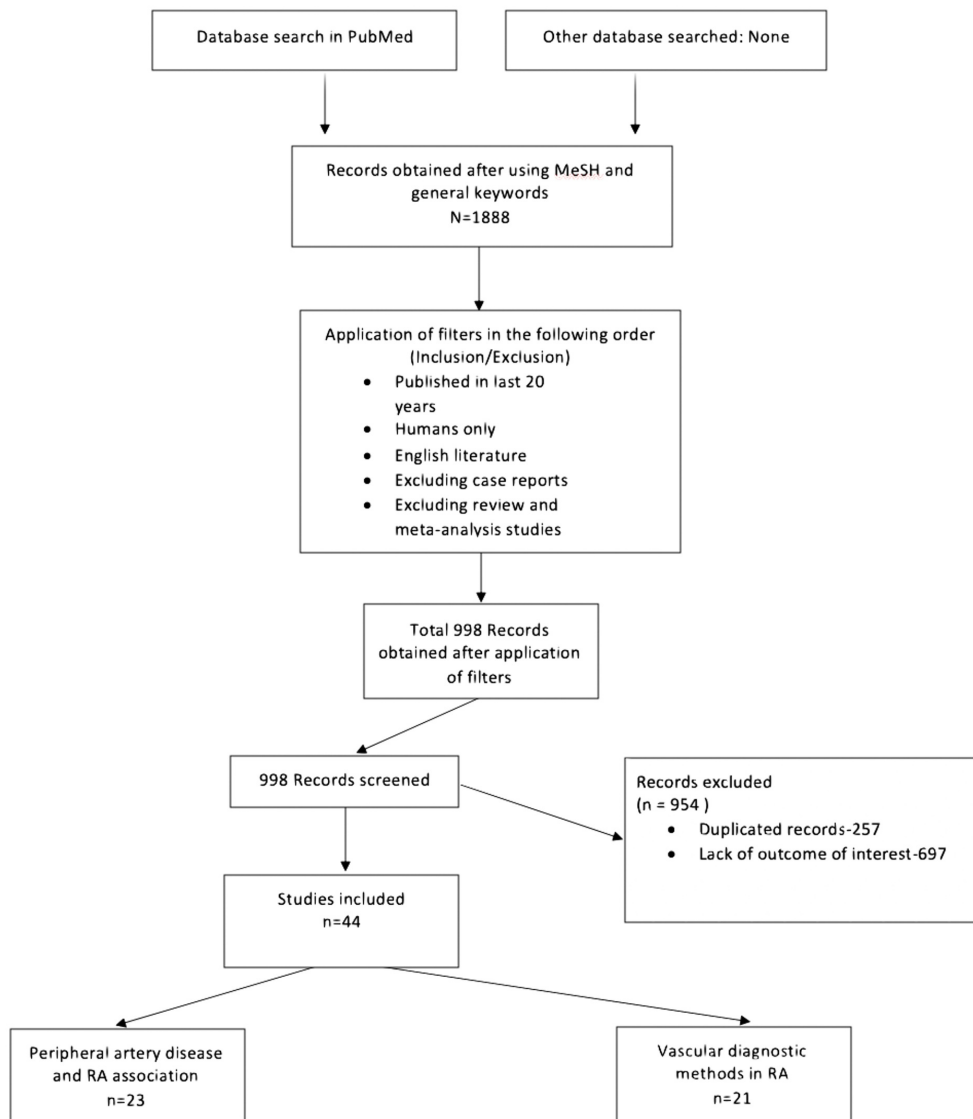 Database search in PubMed
Other database searched: None
Records obtained after using MeSH and
general keywords
N=1888
Application of filters in the following order
(Inclusion/Exclusion)
• Published in last 20
years
• Humans only
• English literature
• Excluding case reports
• Excluding review and
meta-analysis studies
Total 998 Records
obtained after application
of filters
998 Records screened
Records excluded
(n = 954 )
• Duplicated records-257
• Lack of outcome of interest-697
Studies included
n=44
Peripheral artery disease
and RA association
n=23
Vascular diagnostic
methods in RA
n=21